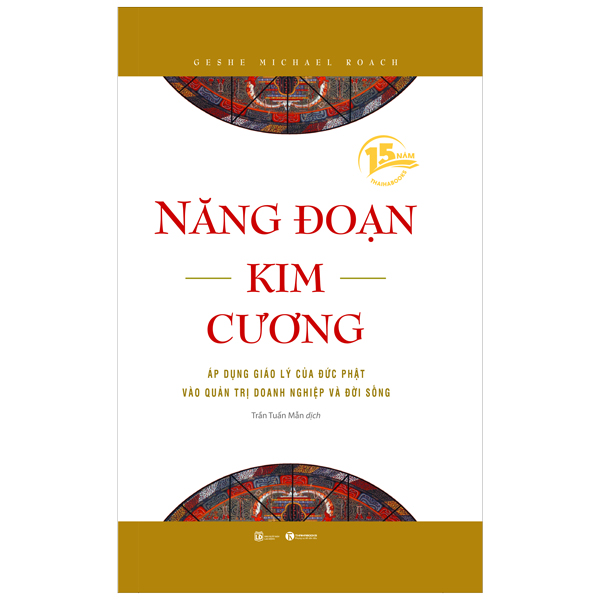 GESHE MICHAEL ROACH
15 NĂM
THAIHABOOKS
NĂNG ĐOẠN
KIM
CƯƠNG
ÁP DỤNG GIÁO LÝ CỦA ĐỨC PHẬT
VÀO QUẢN TRỊ DOANH NGHIỆP VÀ ĐỜI SỐNG
Trần Tuấn Mẫn dịch